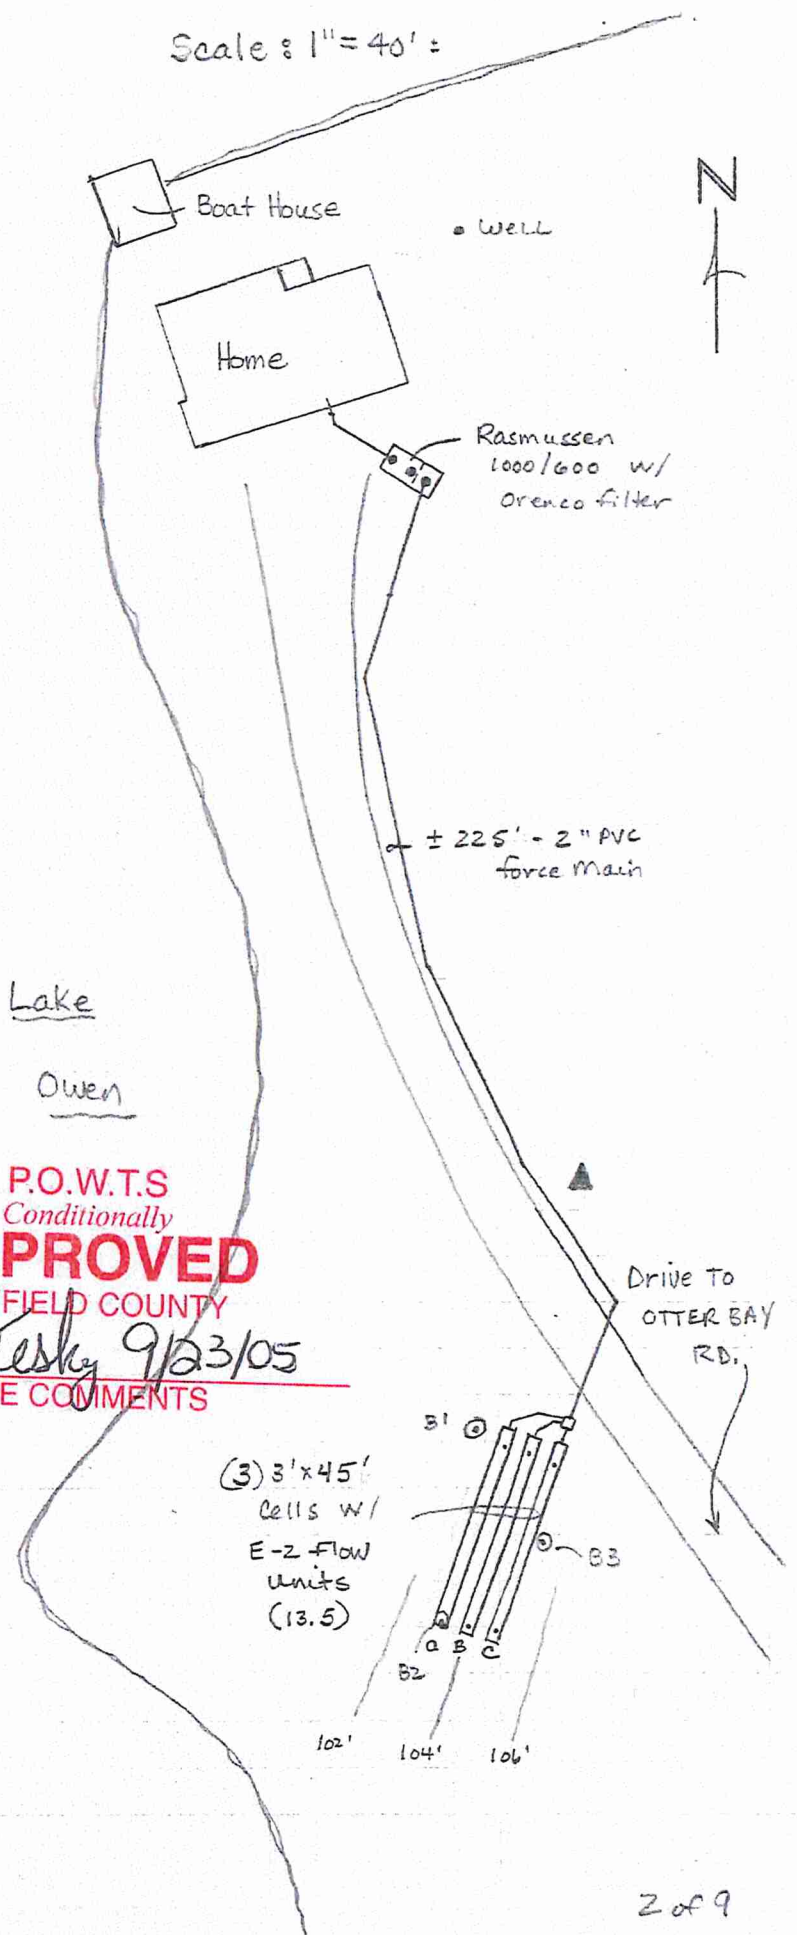 Scale : 1" = 40' ±
N
Boat House
WELL
Home
Rasmussen
1000/600 w/
Orenco filter
± 225' - 2" PVC
force Main
Lake
Owen
P.O.W.T.S
Conditionally
PROVED
FIELD COUNTY
Tesky 9/23/05
E COMMENTS
Drive To
OTTER BAY
RD.
B1
(3) 3' x 45'
Cells w/
E-Z Flow
units
(13.5)
B3
a B C
B2
102' 104' 106'
2 of 9